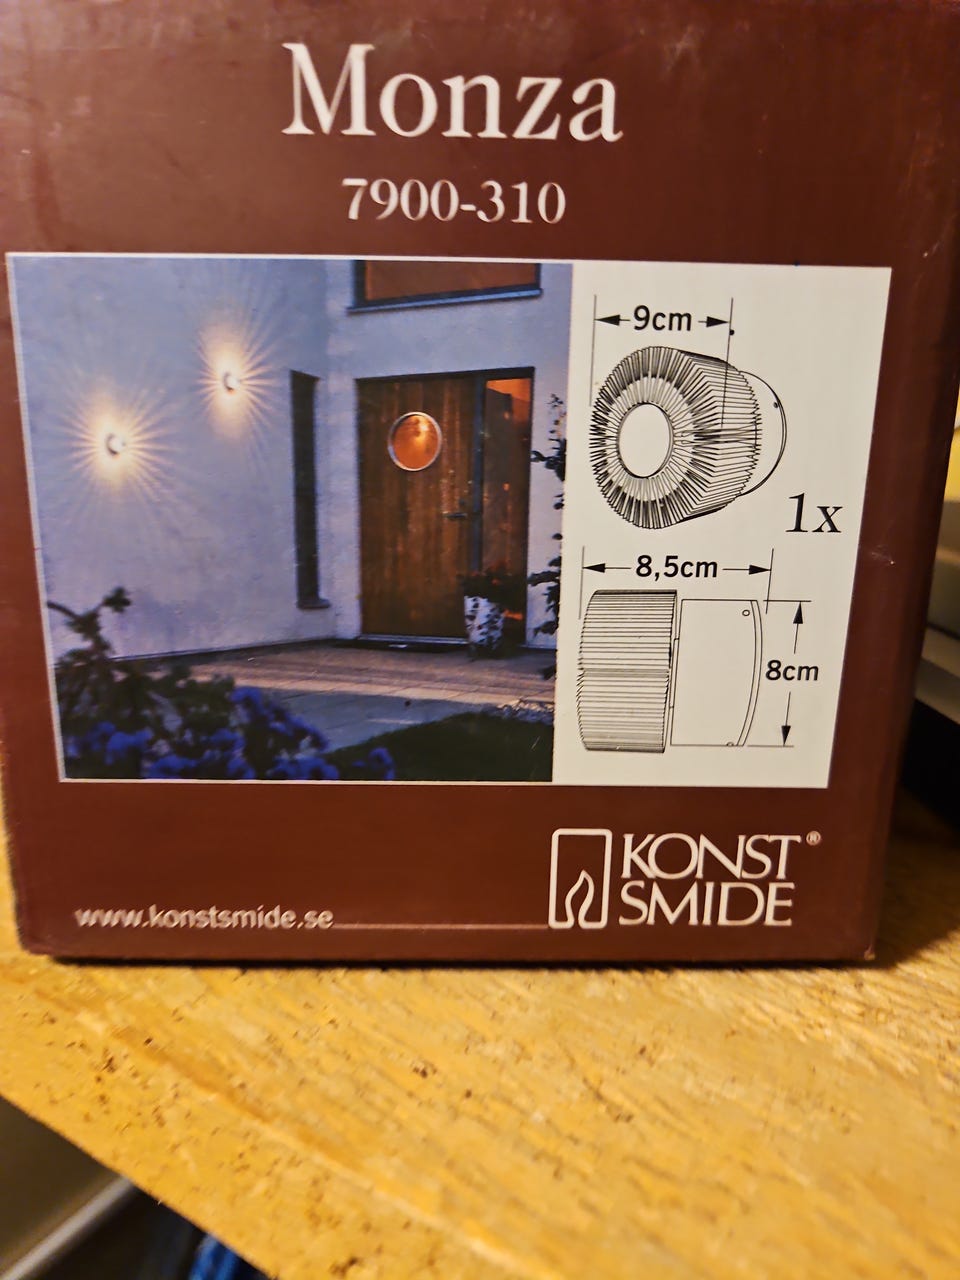 Monza
7900-310
9cm
1x
8,5cm
8cm
KONST®
SMIDE
www.konstsmide.se